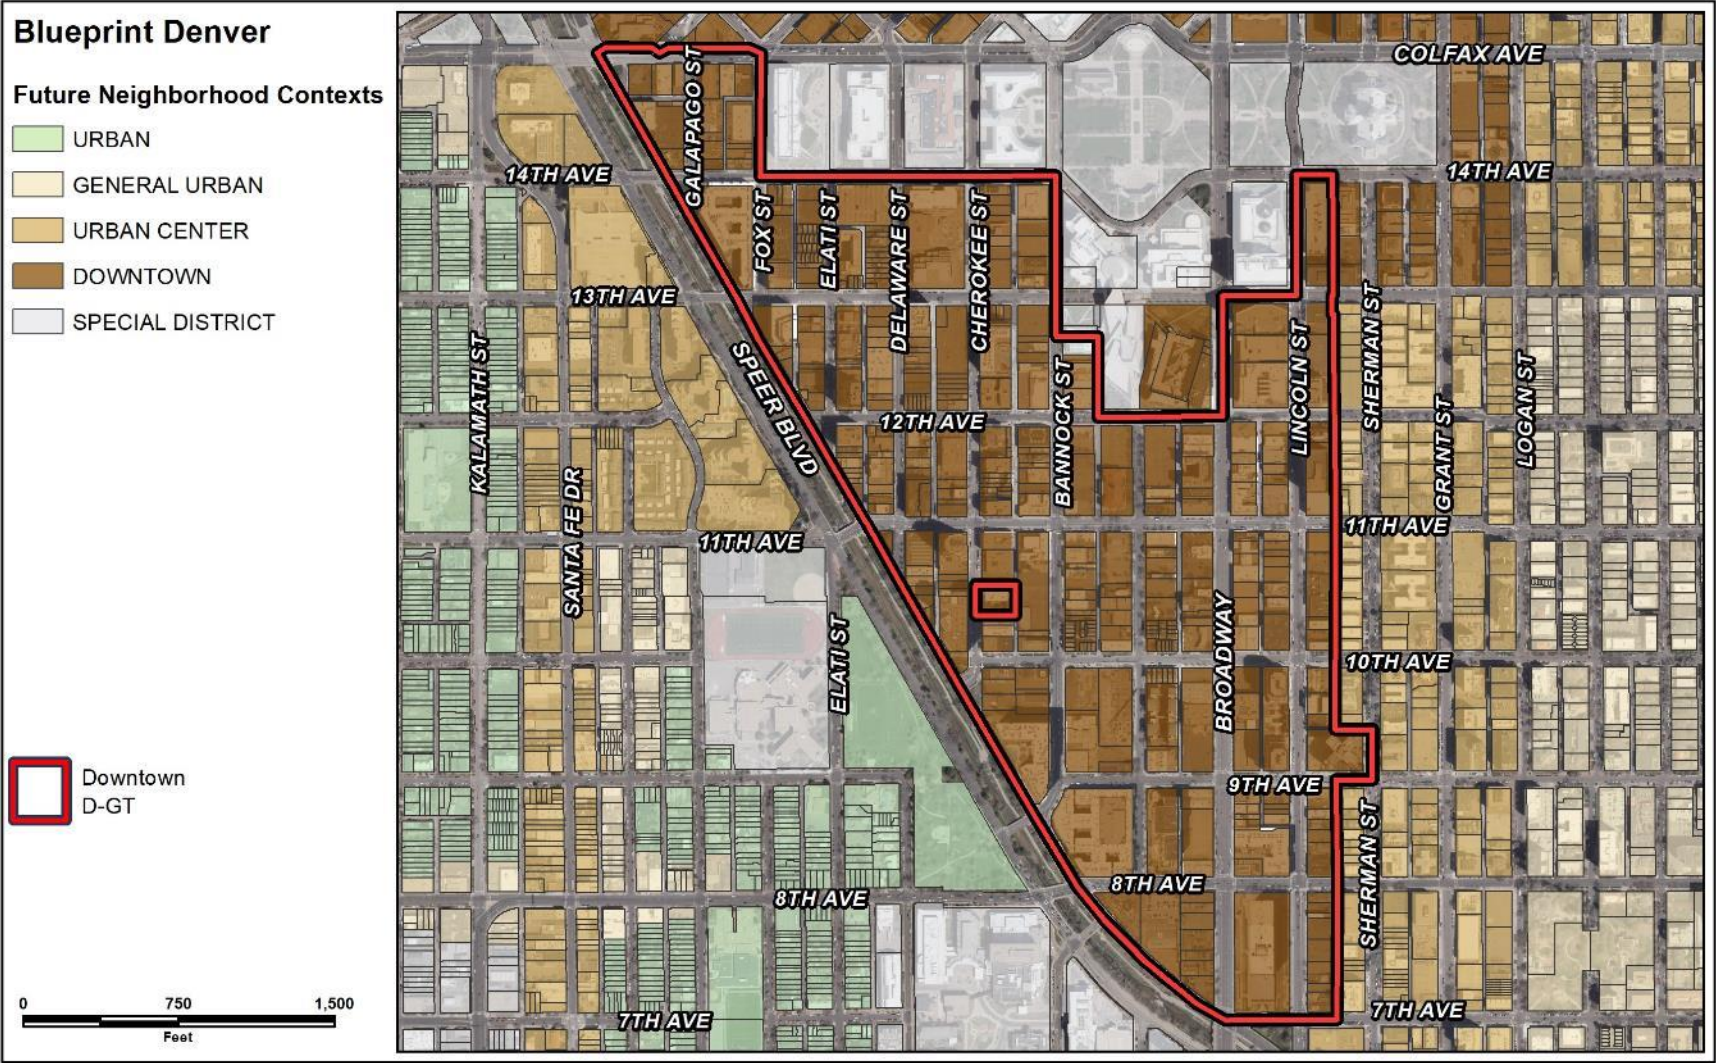 Blueprint Denver
Future Neighborhood Contexts
URBAN
GENERAL URBAN
URBAN CENTER
DOWNTOWN
SPECIAL DISTRICT
Downtown
D-GT
0 750 1,500
Feet
COLFAX AVE
GALAPAGO ST
14TH AVE
14TH AVE
FOX ST
ELATI ST
DELAWARE ST
CHEROKEE ST
13TH AVE
SHERMAN ST
LINCOLN ST
KALAMATH ST
SPEER BLVD
BANNOCK ST
LOGAN ST
GRANT ST
12TH AVE
SANTA FE DR
11TH AVE
11TH AVE
ELATI ST
BROADWAY
10TH AVE
9TH AVE
SHERMAN ST
8TH AVE
8TH AVE
7TH AVE
7TH AVE